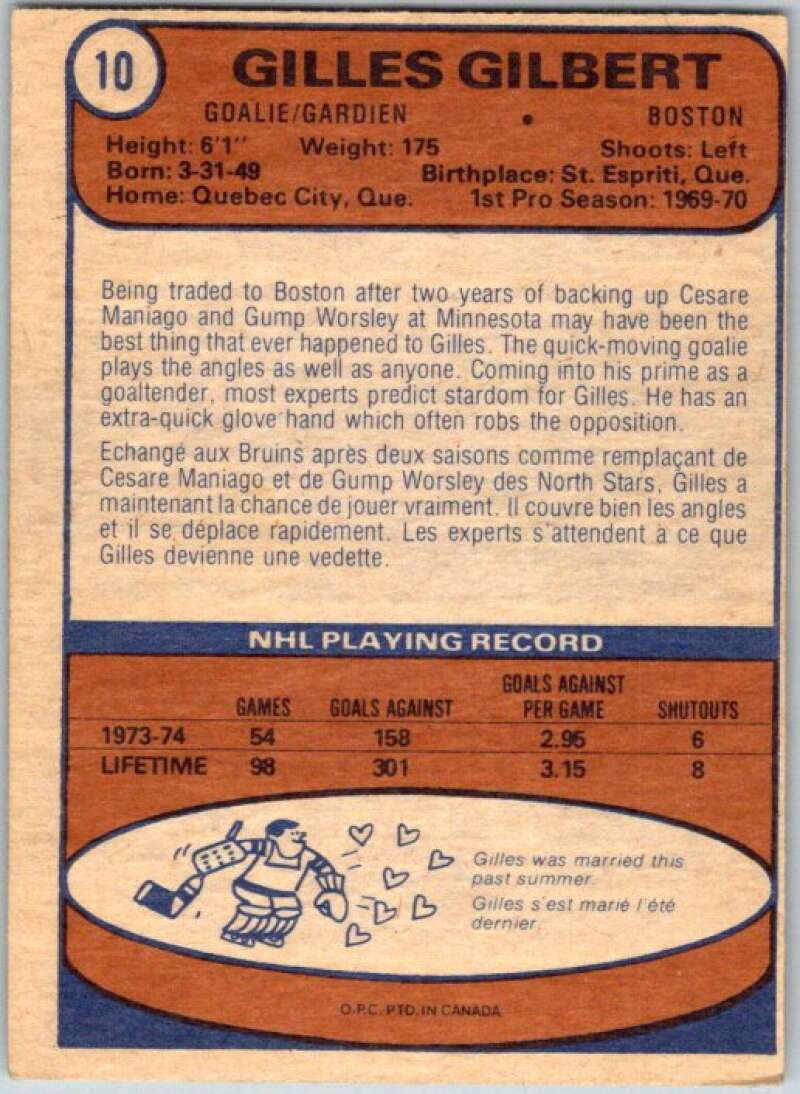 10
GILLES GILBERT
GOALIE/GARDIEN • BOSTON
Height: 6'1'' Weight: 175 Shoots: Left
Born: 3-31-49 Birthplace: St. Espriti, Que.
Home: Quebec City, Que. 1st Pro Season: 1969-70
Being traded to Boston after two years of backing up Cesare
Maniago and Gump Worsley at Minnesota may have been the
best thing that ever happened to Gilles. The quick-moving goalie
plays the angles as well as anyone. Coming into his prime as a
goaltender, most experts predict stardom for Gilles. He has an
extra-quick glove hand which often robs the opposition.
Echangé aux Bruins après deux saisons comme remplaçant de
Cesare Maniago et de Gump Worsley des North Stars, Gilles a
maintenant la chance de jouer vraiment. Il couvre bien les angles
et il se déplace rapidement. Les experts s'attendent à ce que
Gilles devienne une vedette.
NHL PLAYING RECORD
GAMES GOALS AGAINST GOALS AGAINST PER GAME SHUTOUTS
1973-74 54 158 2.95 6
LIFETIME 98 301 3.15 8
Gilles was married this
past summer.
Gilles s'est marié l'été
dernier.
O.P.C. PTD. IN CANADA